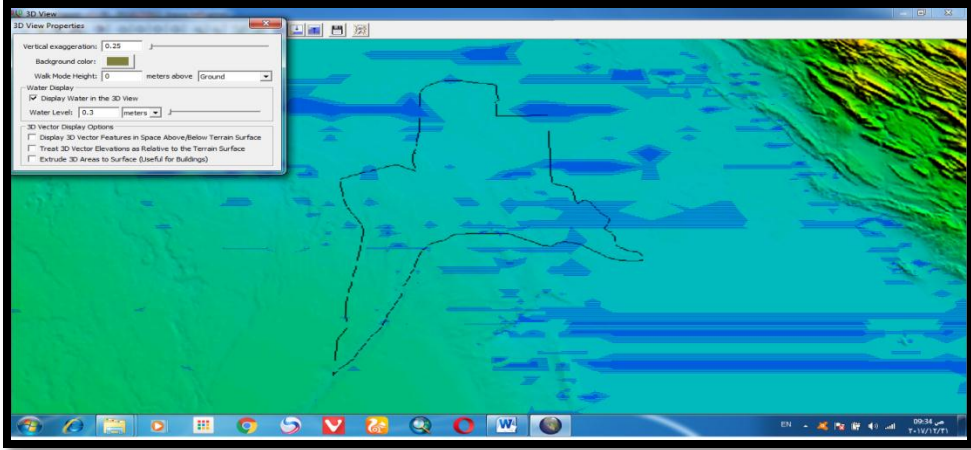 3D View
3D View Properties
Vertical exaggeration: 0.25
Background color:
Walk Mode Height: 0 meters above Ground
Water Display
Display Water in the 3D View
Water Level: 0.3 meters
3D Vector Display Options
Display 3D Vector Features in Space Above/Below Terrain Surface
Treat 3D Vector Elevations as Relative to the Terrain Surface
Extrude 3D Areas to Surface (Useful for Buildings)
EN
09:34 ص
٢٠١٧/١٢/٣١